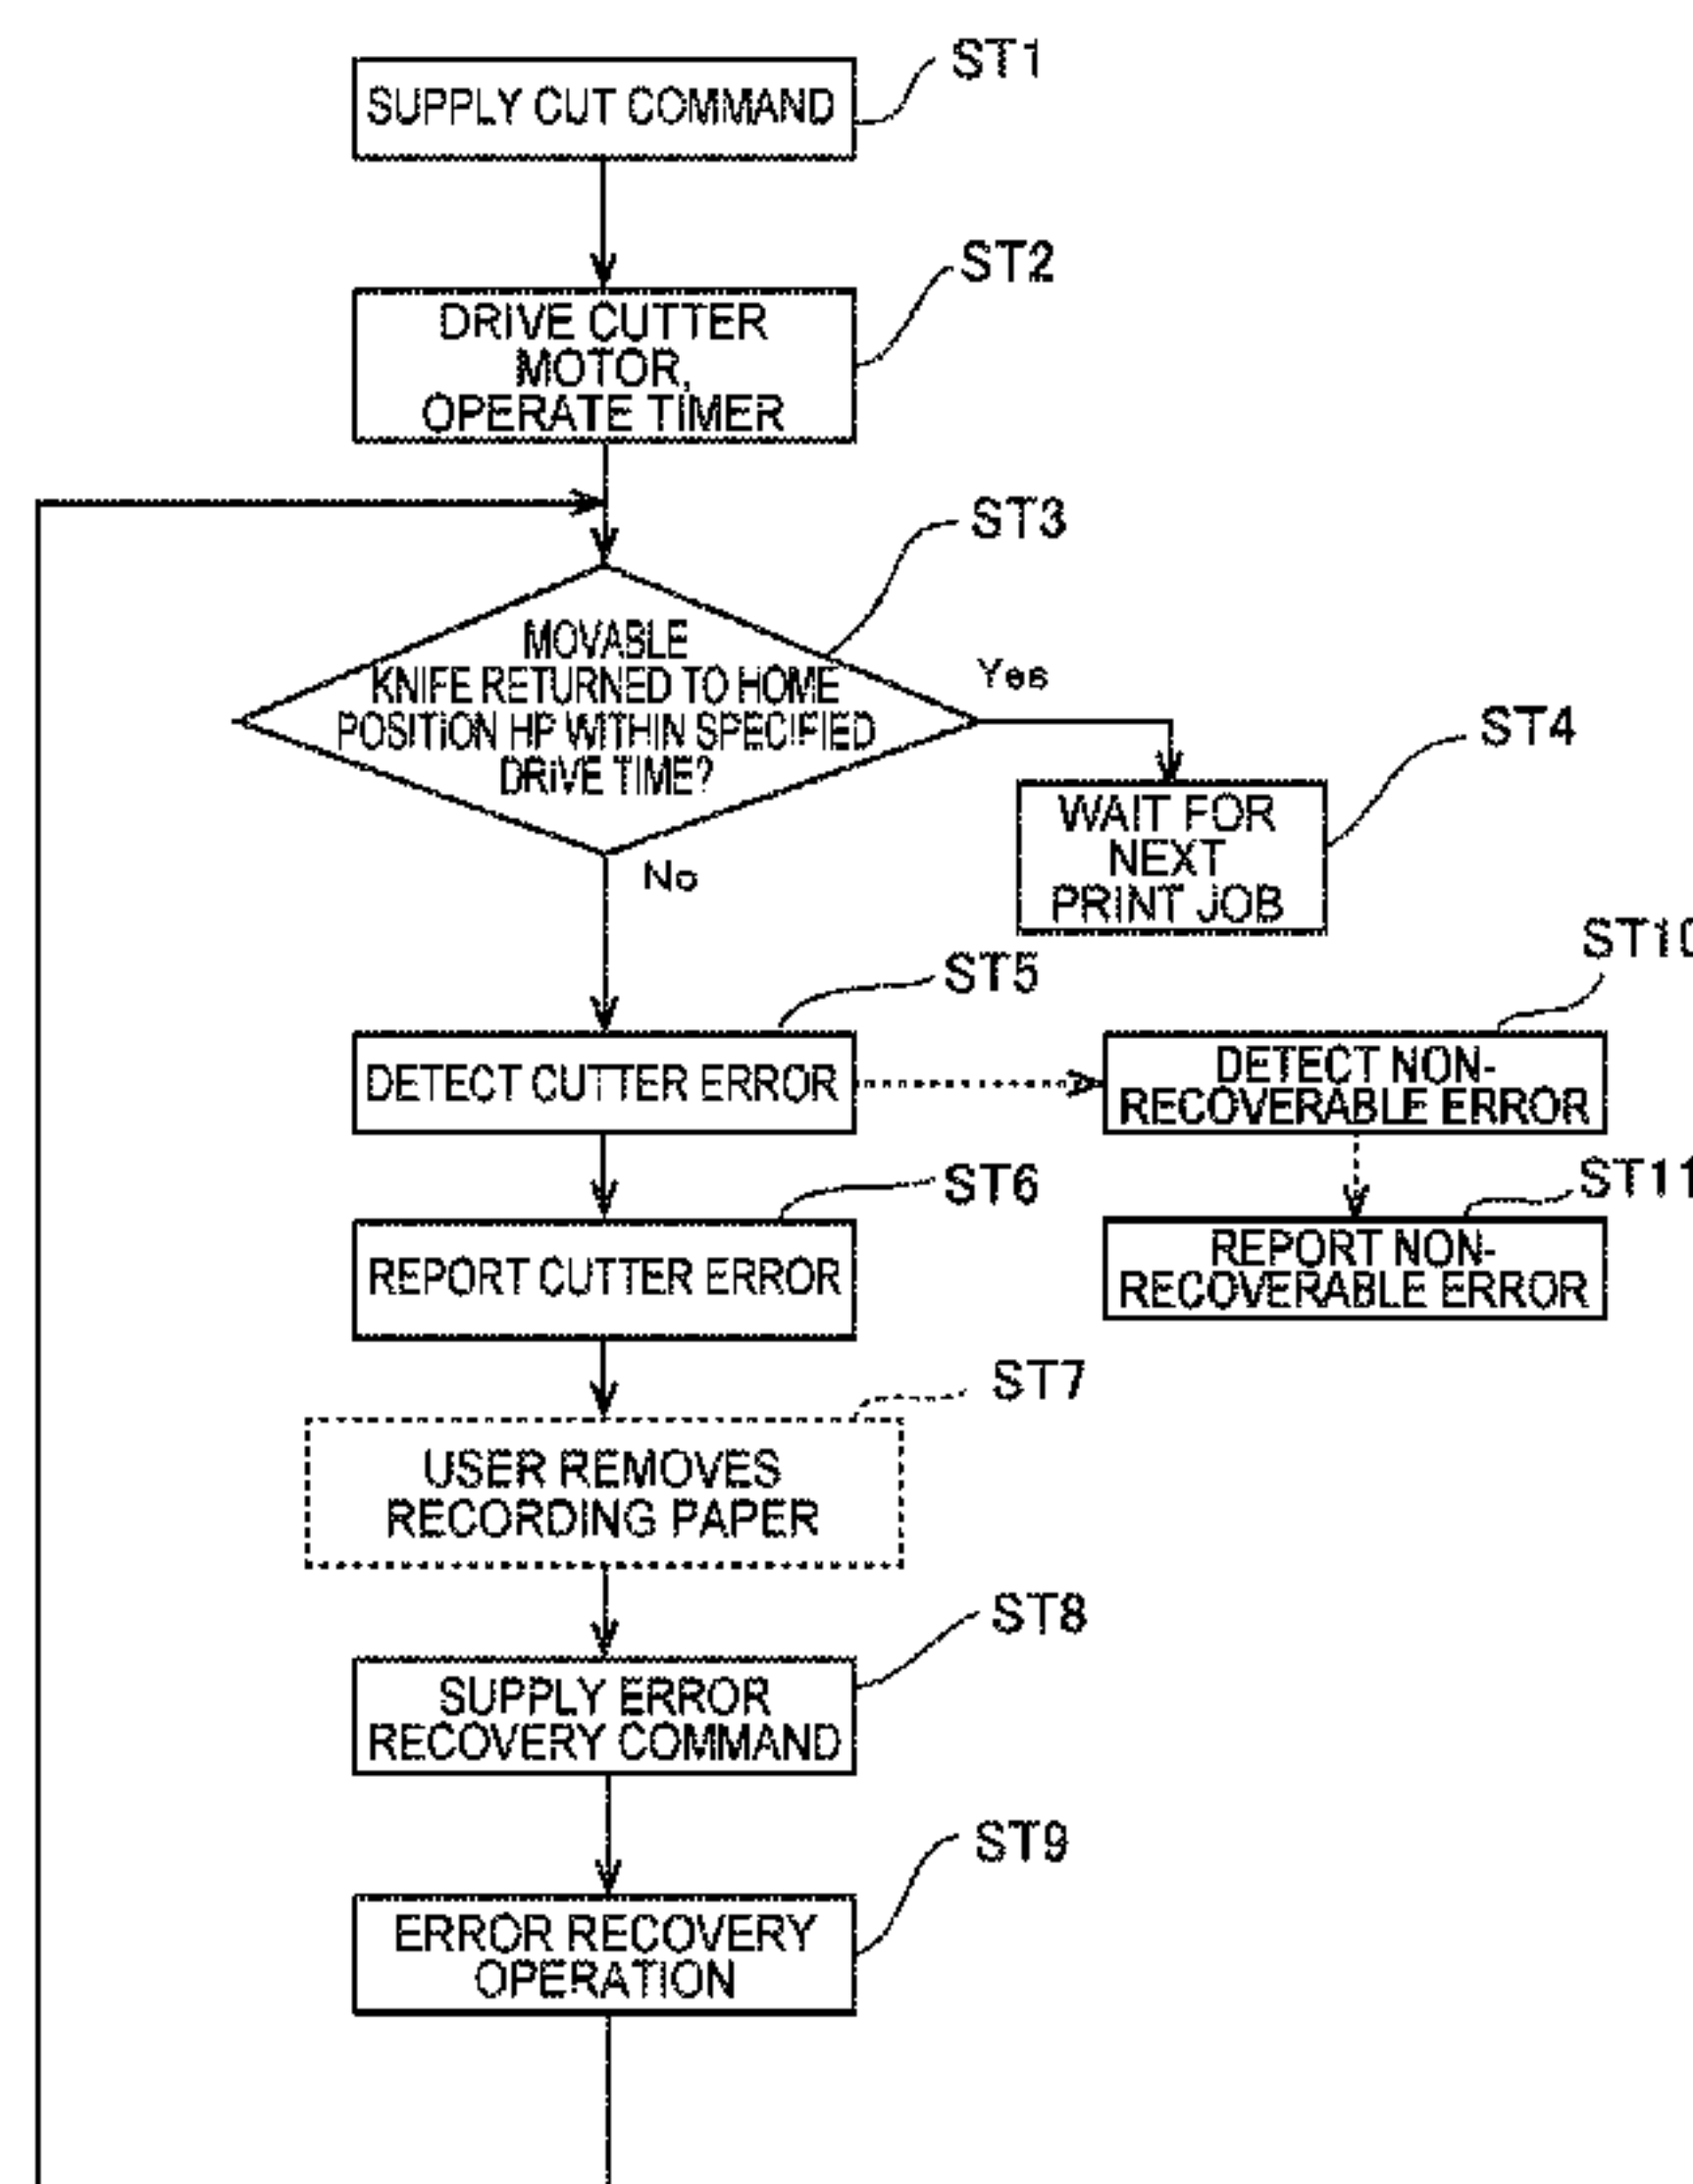 ST1
SUPPLY CUT COMMAND
ST2
DRIVE CUTTER
MOTOR,
OPERATE TIMER
ST3
MOVABLE
KNIFE RETURNED TO HOME
POSITION HP WITHIN SPECIFIED
DRIVE TIME?
Yes
ST4
WAIT FOR
NEXT
PRINT JOB
No
ST5
DETECT CUTTER ERROR
ST10
DETECT NON-
RECOVERABLE ERROR
ST6
REPORT CUTTER ERROR
ST11
REPORT NON-
RECOVERABLE ERROR
ST7
USER REMOVES
RECORDING PAPER
ST8
SUPPLY ERROR
RECOVERY COMMAND
ST9
ERROR RECOVERY
OPERATION